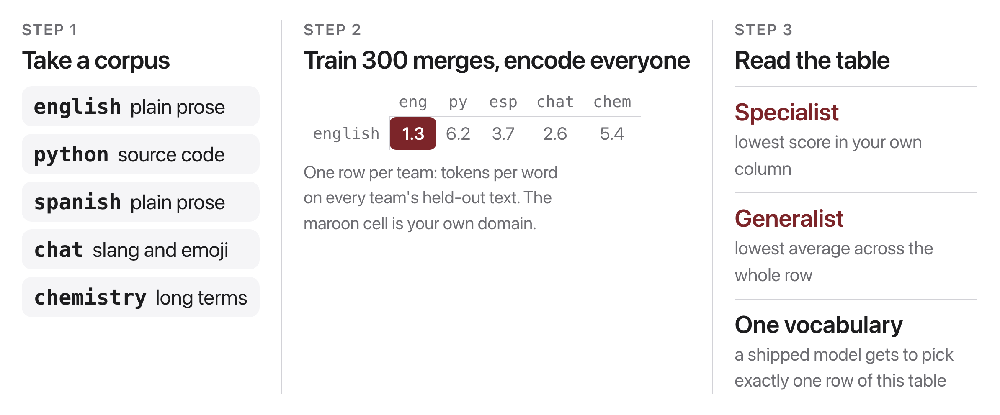 STEP 1
Take a corpus
english plain prose
python source code
spanish plain prose
chat slang and emoji
chemistry long terms
STEP 2
Train 300 merges, encode everyone
eng py esp chat chem
english 1.3 6.2 3.7 2.6 5.4
One row per team: tokens per word
on every team's held-out text. The
maroon cell is your own domain.
STEP 3
Read the table
Specialist
lowest score in your own
column
Generalist
lowest average across the
whole row
One vocabulary
a shipped model gets to pick
exactly one row of this table